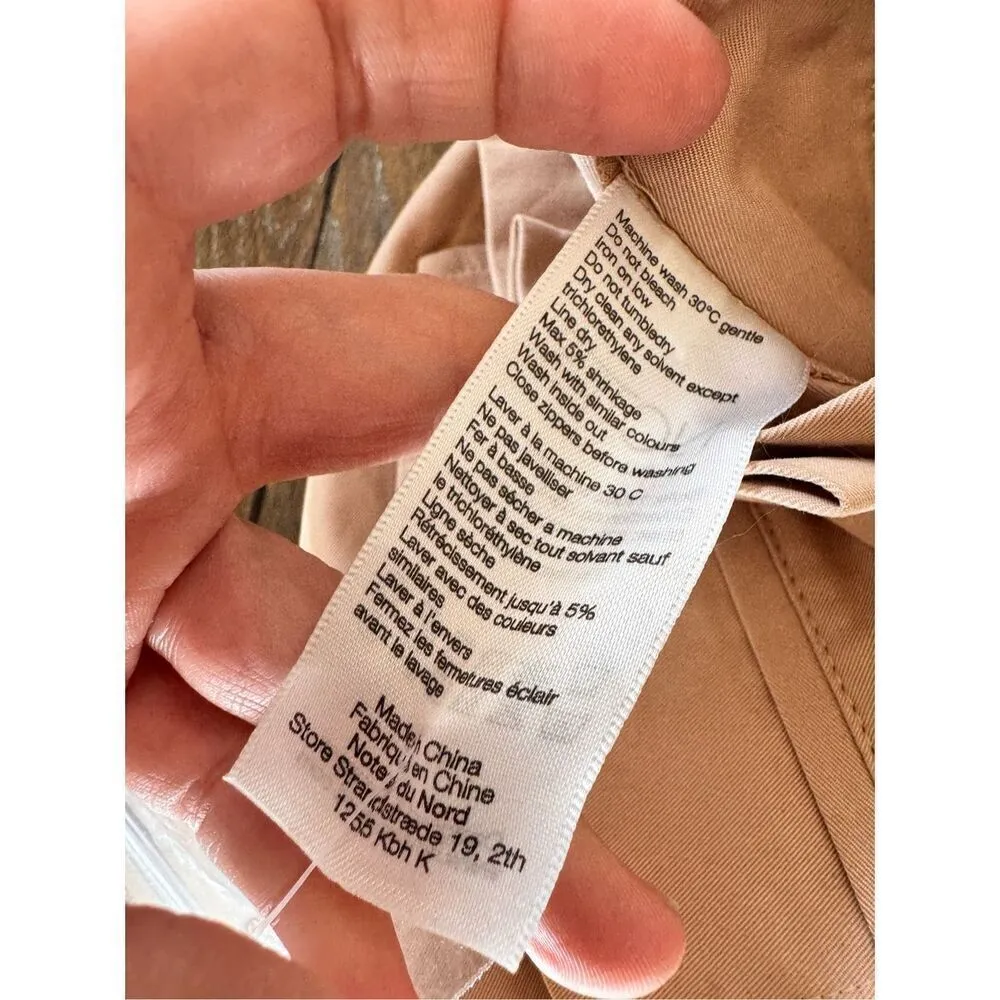 Machine wash 30°C gentle
Do not bleach
Iron on low
Do not tumbledry
Dry clean any solvent except
trichlorethylene
Line dry
Max 5% shrinkage
Wash with similar colours
Wash inside out
Close zippers before washing
Laver à la machine 30 C
Ne pas javelliser
Fer à basse
Ne pas sécher a machine
Nettoyer à sec tout solvant sauf
le trichloréthylène
Ligne sèche
Rétrécissement jusqu'à 5%
Laver avec des couleurs
similaires
Laver à l'envers
Fermez les fermetures éclair
avant le lavage
Made China
Fabriqu en Chine
Note du Nord
Store Strandstræde 19, 2th
1255 Kbh K